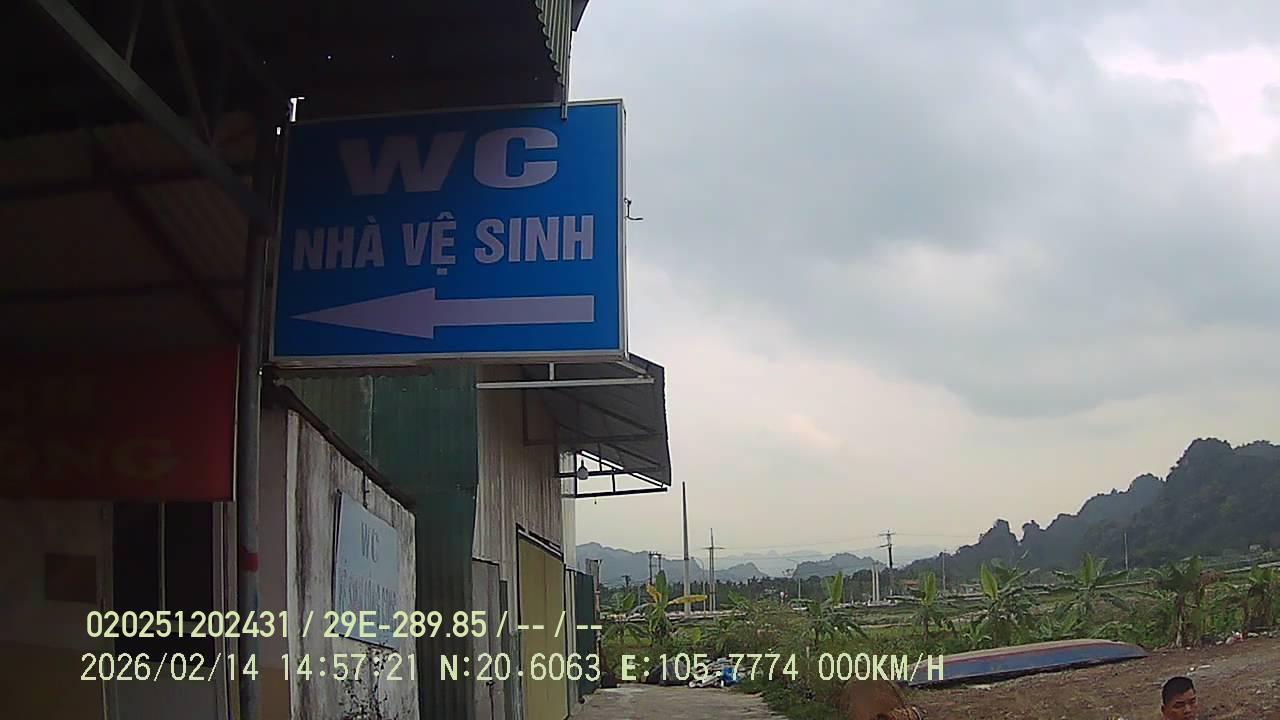 WC
NHÀ VỆ SINH
WC
020251202431 / 29E-289.85 / -- / --
2026/02/14 14:57:21 N:20.6063 E:105.7774 000KM/H